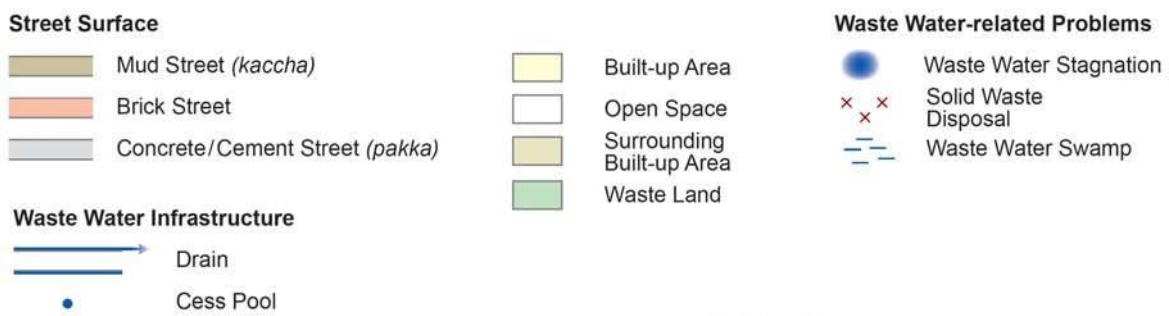 Street Surface
Mud Street (kaccha)
Brick Street
Concrete/Cement Street (pakka)
Waste Water Infrastructure
Drain
Cess Pool
Built-up Area
Open Space
Surrounding
Built-up Area
Waste Land
Waste Water-related Problems
Waste Water Stagnation
Solid Waste
Disposal
Waste Water Swamp